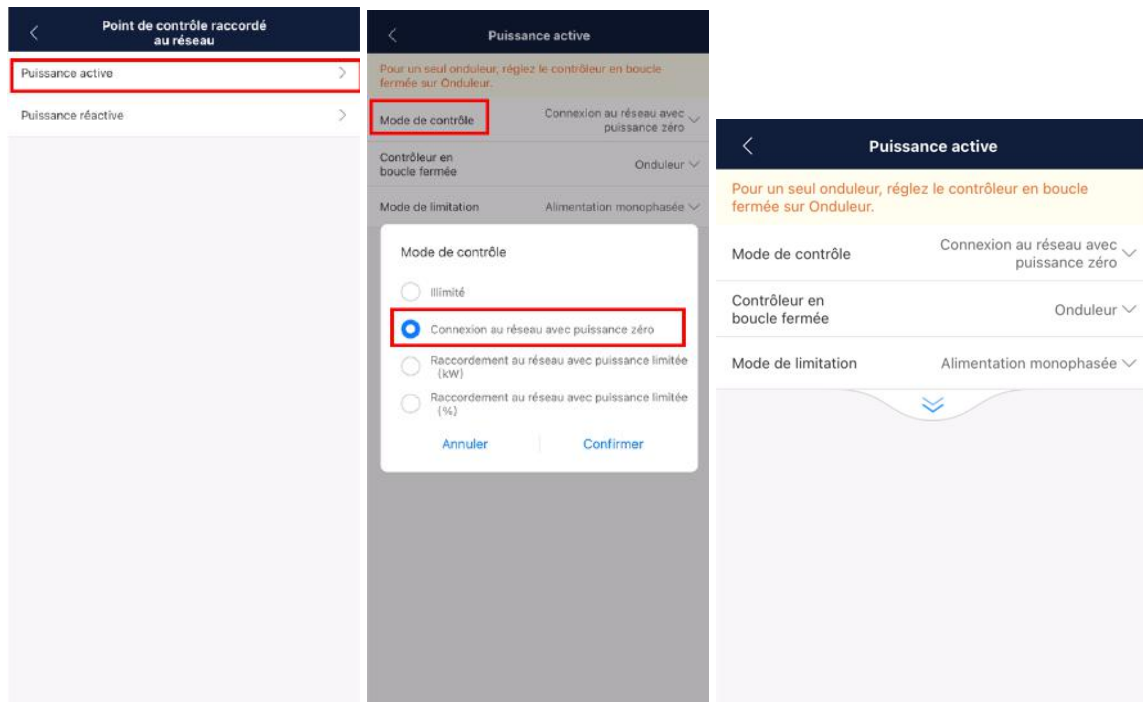 Point de contrôle raccordé
au réseau
Puissance active
Puissance réactive
Puissance active
Pour un seul onduleur, réglez le contrôleur en boucle
fermée sur Onduleur.
Mode de contrôle
Connexion au réseau avec
puissance zéro
Contrôleur en
boucle fermée
Onduleur
Mode de limitation
Alimentation monophasée
Mode de contrôle
Illimité
Connexion au réseau avec puissance zéro
Raccordement au réseau avec puissance limitée
(kW)
Raccordement au réseau avec puissance limitée
(%)
Annuler
Confirmer
Puissance active
Pour un seul onduleur, réglez le contrôleur en boucle
fermée sur Onduleur.
Mode de contrôle
Connexion au réseau avec
puissance zéro
Contrôleur en
boucle fermée
Onduleur
Mode de limitation
Alimentation monophasée